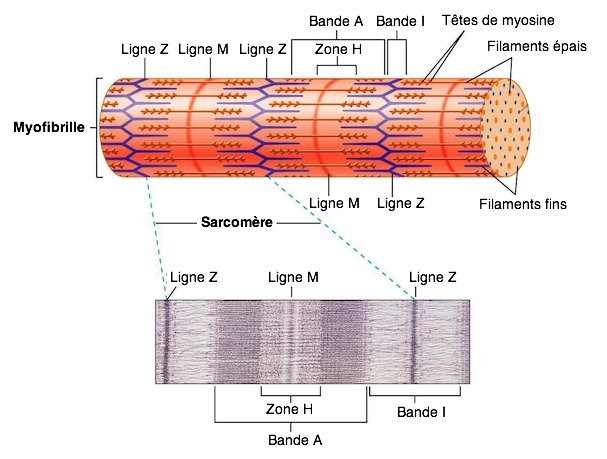 Bande A Bande I Têtes de myosine
Ligne Z Ligne M Ligne Z Zone H Filaments épais
Myofibrille
Ligne M Ligne Z Filaments fins
Sarcomère
Ligne Z Ligne M Ligne Z
Zone H Bande I
Bande A